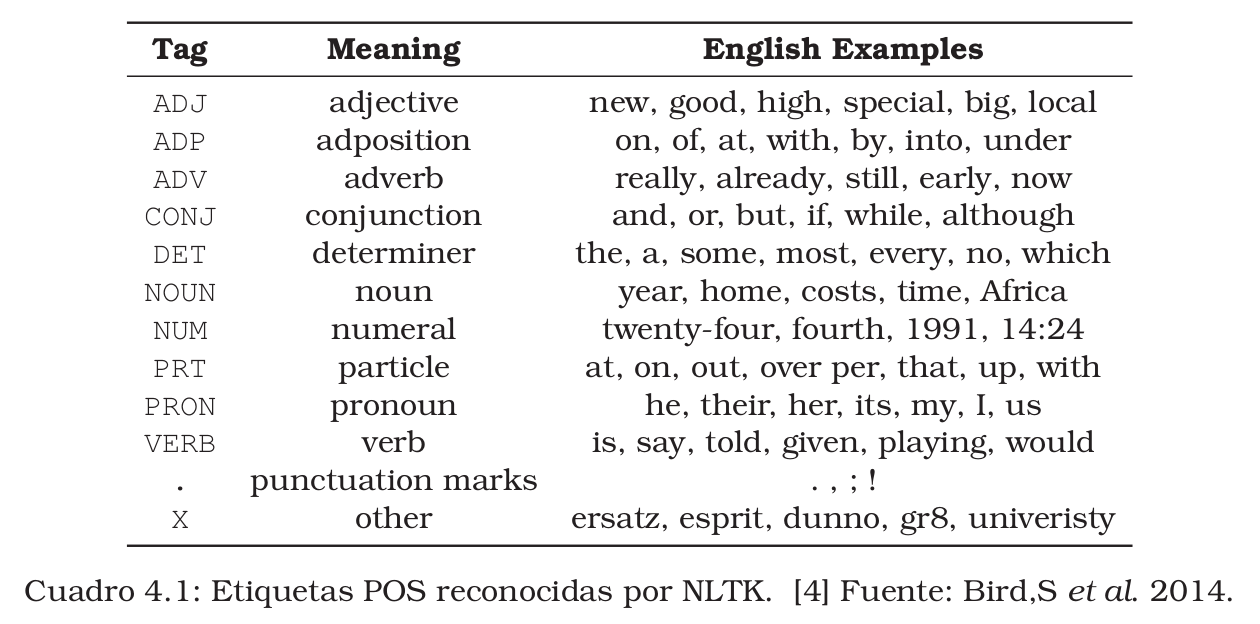 Tag Meaning English Examples
ADJ adjective new, good, high, special, big, local
ADP adposition on, of, at, with, by, into, under
ADV adverb really, already, still, early, now
CONJ conjunction and, or, but, if, while, although
DET determiner the, a, some, most, every, no, which
NOUN noun year, home, costs, time, Africa
NUM numeral twenty-four, fourth, 1991, 14:24
PRT particle at, on, out, over per, that, up, with
PRON pronoun he, their, her, its, my, I, us
VERB verb is, say, told, given, playing, would
. punctuation marks . , ; !
X other ersatz, esprit, dunno, gr8, univeristy
Cuadro 4.1: Etiquetas POS reconocidas por NLTK. [4] Fuente: Bird,S et al. 2014.